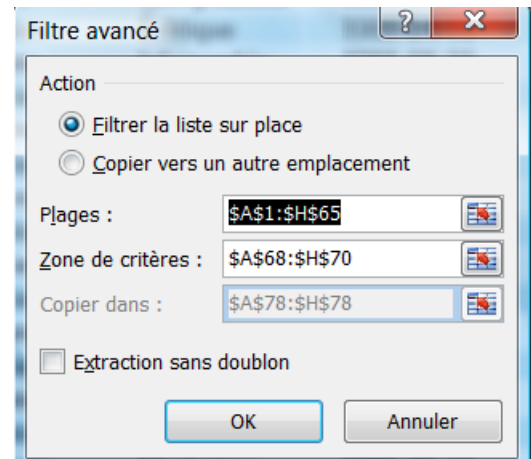 Filtre avancé
Action
Filtrer la liste sur place
Copier vers un autre emplacement
Plages : $A$1:$H$65
Zone de critères : $A$68:$H$70
Copier dans : $A$78:$H$78
Extraction sans doublon
OK Annuler